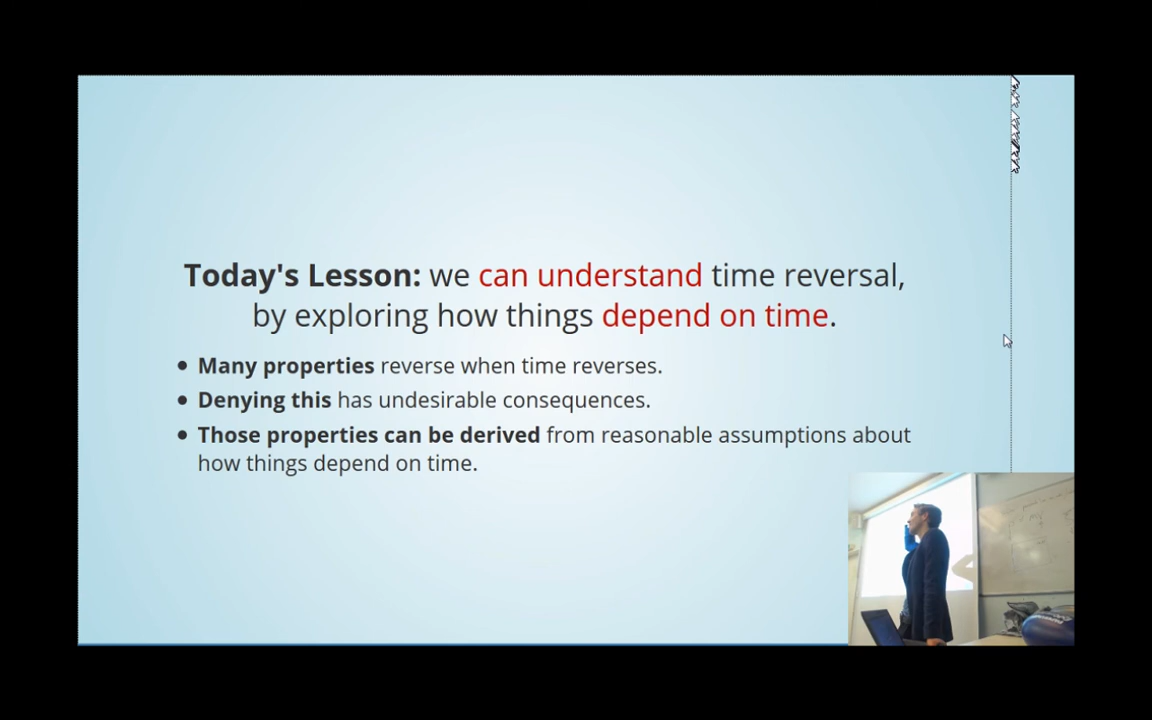 Today's Lesson: we can understand time reversal,
by exploring how things depend on time.
• Many properties reverse when time reverses.
• Denying this has undesirable consequences.
• Those properties can be derived from reasonable assumptions about
how things depend on time.